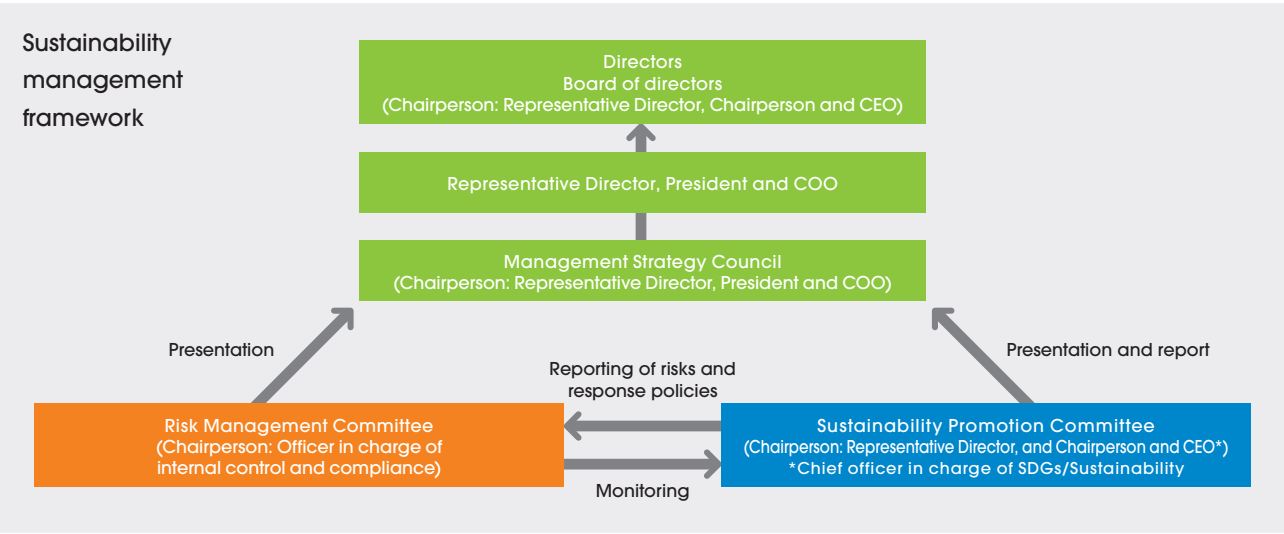 Sustainability
management
framework
Directors
Board of directors
(Chairperson: Representative Director, Chairperson and CEO)
Representative Director, President and COO
Management Strategy Council
(Chairperson: Representative Director, President and COO)
Presentation
Presentation and report
Reporting of risks and
response policies
Risk Management Committee
(Chairperson: Officer in charge of
internal control and compliance)
Sustainability Promotion Committee
(Chairperson: Representative Director, and Chairperson and CEO*)
*Chief officer in charge of SDGs/Sustainability
Monitoring